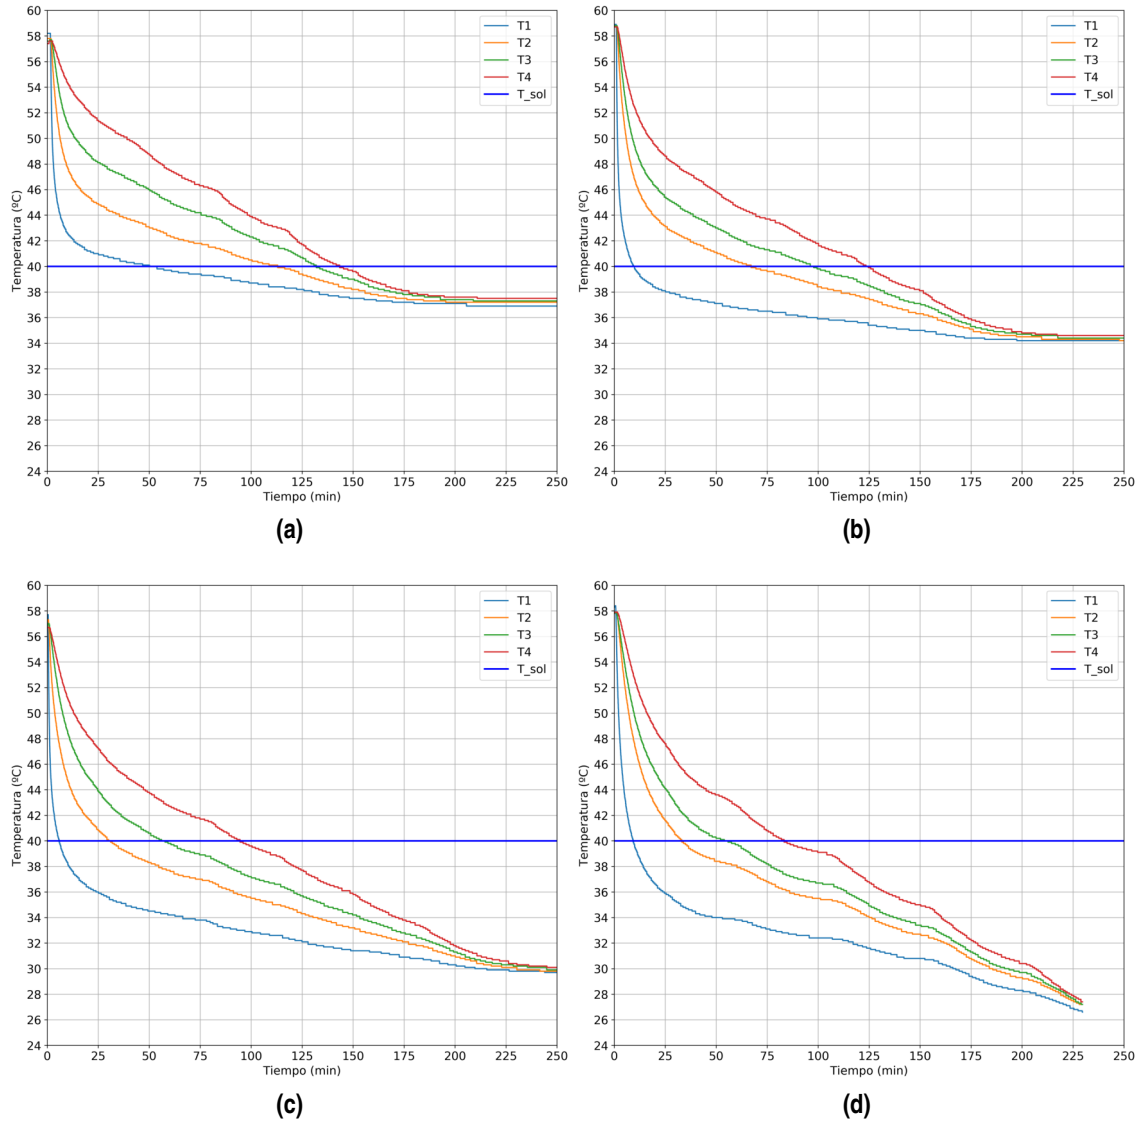 60
58
56
54
52
50
48
46
44
42
40
38
36
34
32
30
28
26
24
Temperatura (ºC)
T1
T2
T3
T4
T_sol
0 25 50 75 100 125 150 175 200 225 250
Tiempo (min)
(a)
60
58
56
54
52
50
48
46
44
42
40
38
36
34
32
30
28
26
24
Temperatura (ºC)
T1
T2
T3
T4
T_sol
0 25 50 75 100 125 150 175 200 225 250
Tiempo (min)
(b)
60
58
56
54
52
50
48
46
44
42
40
38
36
34
32
30
28
26
24
Temperatura (ºC)
T1
T2
T3
T4
T_sol
0 25 50 75 100 125 150 175 200 225 250
Tiempo (min)
(c)
60
58
56
54
52
50
48
46
44
42
40
38
36
34
32
30
28
26
24
Temperatura (ºC)
T1
T2
T3
T4
T_sol
0 25 50 75 100 125 150 175 200 225 250
Tiempo (min)
(d)